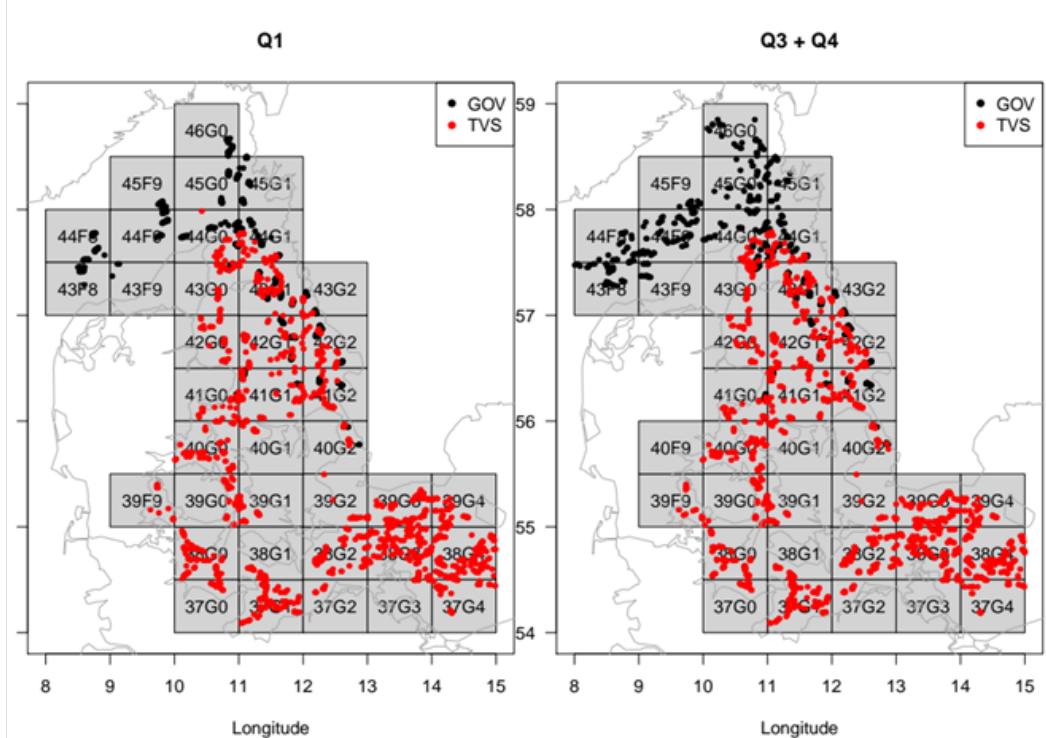 Q1
GOV
TVS
46G0
45F9 45G0 45G1
44F8 44F9 44G0 44G1
43F8 43F9 43G0 43G1 43G2
42G0 42G1 42G2
41G0 41G1 41G2
40G0 40G1 40G2
39F9 39G0 39G1 39G2 39G3 39G4
38G0 38G1 38G2 38G3 38G4
37G0 37G1 37G2 37G3 37G4
8 9 10 11 12 13 14 15
Longitude
Q3 + Q4
59
58
57
56
55
54
GOV
TVS
46G0
45F9 45G0 45G1
44F8 44F9 44G0 44G1
43F8 43F9 43G0 43G1 43G2
42G0 42G1 42G2
41G0 41G1 41G2
40F9 40G0 40G1 40G2
39F9 39G0 39G1 39G2 39G3 39G4
38G0 38G1 38G2 38G3 38G4
37G0 37G1 37G2 37G3 37G4
8 9 10 11 12 13 14 15
Longitude